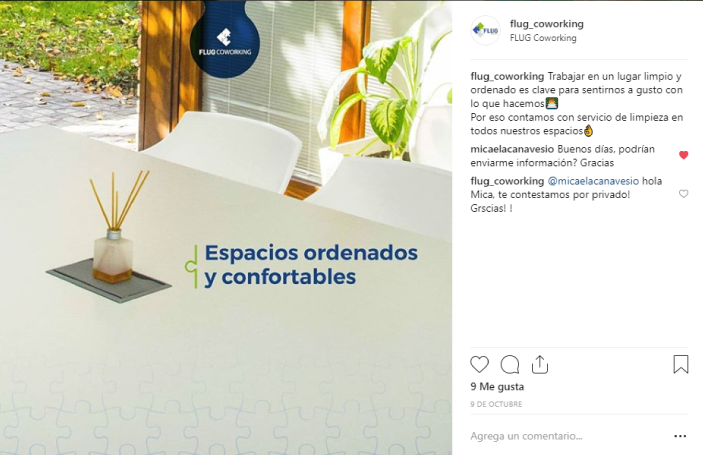 FLUG COWORKING
Espacios ordenados
y confortables
FLUG
flug_coworking
FLUG Coworking
flug_coworking Trabajar en un lugar limpio y
ordenado es clave para sentirnos a gusto con
lo que hacemos
Por eso contamos con servicio de limpieza en
todos nuestros espacios
micaelacanavesio Buenos días, podrían
enviarme información? Gracias
flug_coworking @micaelacanavesio hola
Mica, te contestamos por privado!
Grscias! !
9 Me gusta
9 DE OCTUBRE
Agrega un comentario...